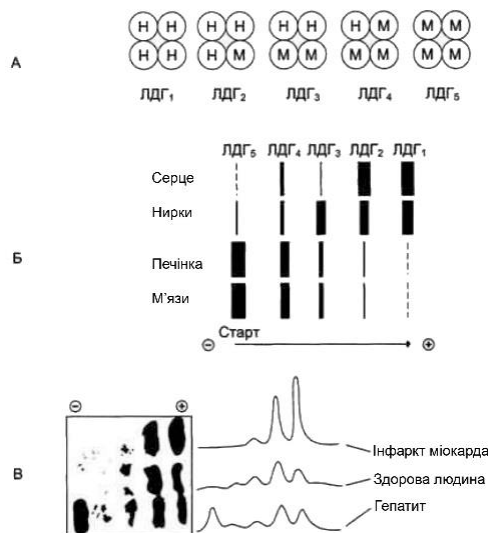 H H H H H H H M M M
А
H H H M M M M M M M
ЛДГ₁ ЛДГ₂ ЛДГ₃ ЛДГ₄ ЛДГ₅
ЛДГ₅ ЛДГ₄ ЛДГ₃ ЛДГ₂ ЛДГ₁
Серце
Нирки
Б
Печінка
М'язи
Старт
⊖ ⊕
⊖ ⊕
Інфаркт міокарда
В
Здорова людина
Гепатит